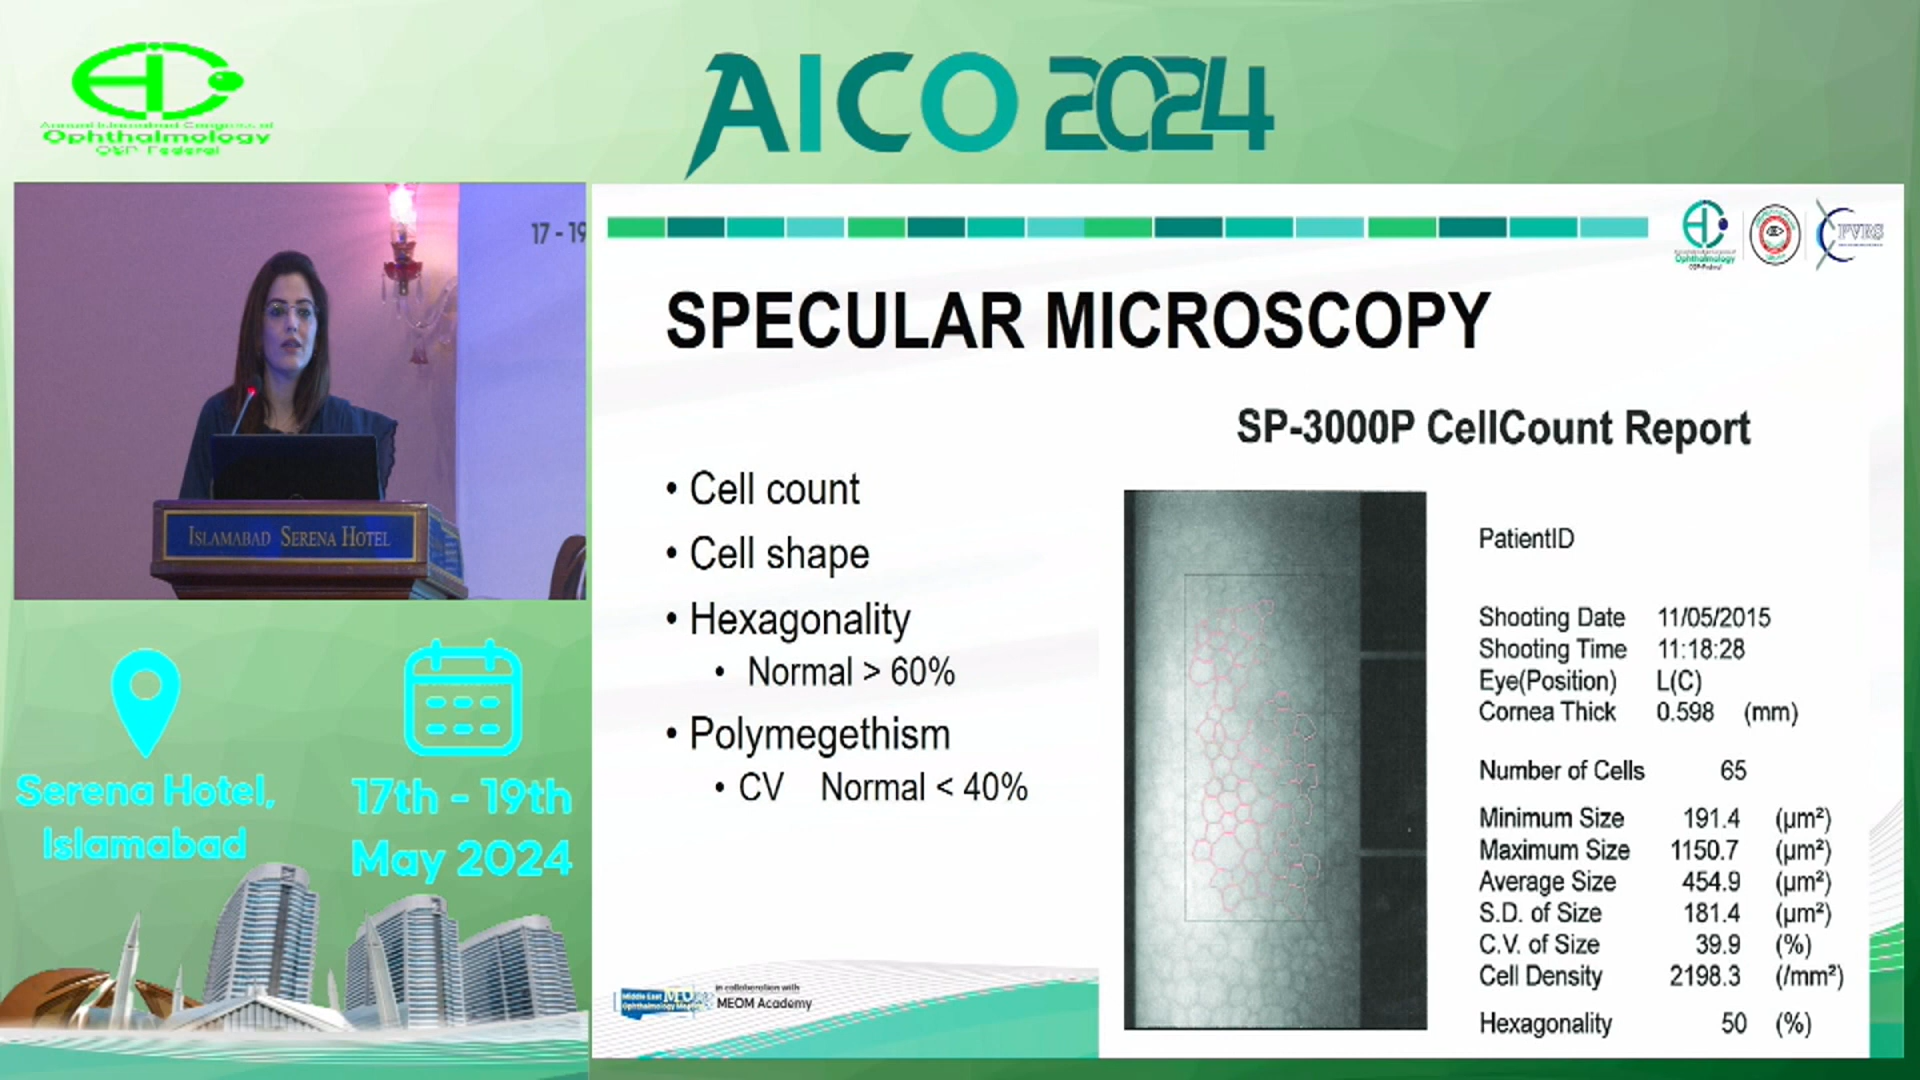 AICO 2024
Annual Islamabad Congress of
Ophthalmology
OSP Federal
17 - 19
ISLAMABAD SERENA HOTEL
Serena Hotel,
Islamabad
17th - 19th
May 2024
Ophthalmology
PVRS
SPECULAR MICROSCOPY
• Cell count
• Cell shape
• Hexagonality
• Normal > 60%
• Polymegethism
• CV Normal < 40%
SP-3000P CellCount Report
PatientID
Shooting Date 11/05/2015
Shooting Time 11:18:28
Eye(Position) L(C)
Cornea Thick 0.598 (mm)
Number of Cells 65
Minimum Size 191.4 (µm²)
Maximum Size 1150.7 (µm²)
Average Size 454.9 (µm²)
S.D. of Size 181.4 (µm²)
C.V. of Size 39.9 (%)
Cell Density 2198.3 (/mm²)
Hexagonality 50 (%)
in collaboration with
MEOM Academy